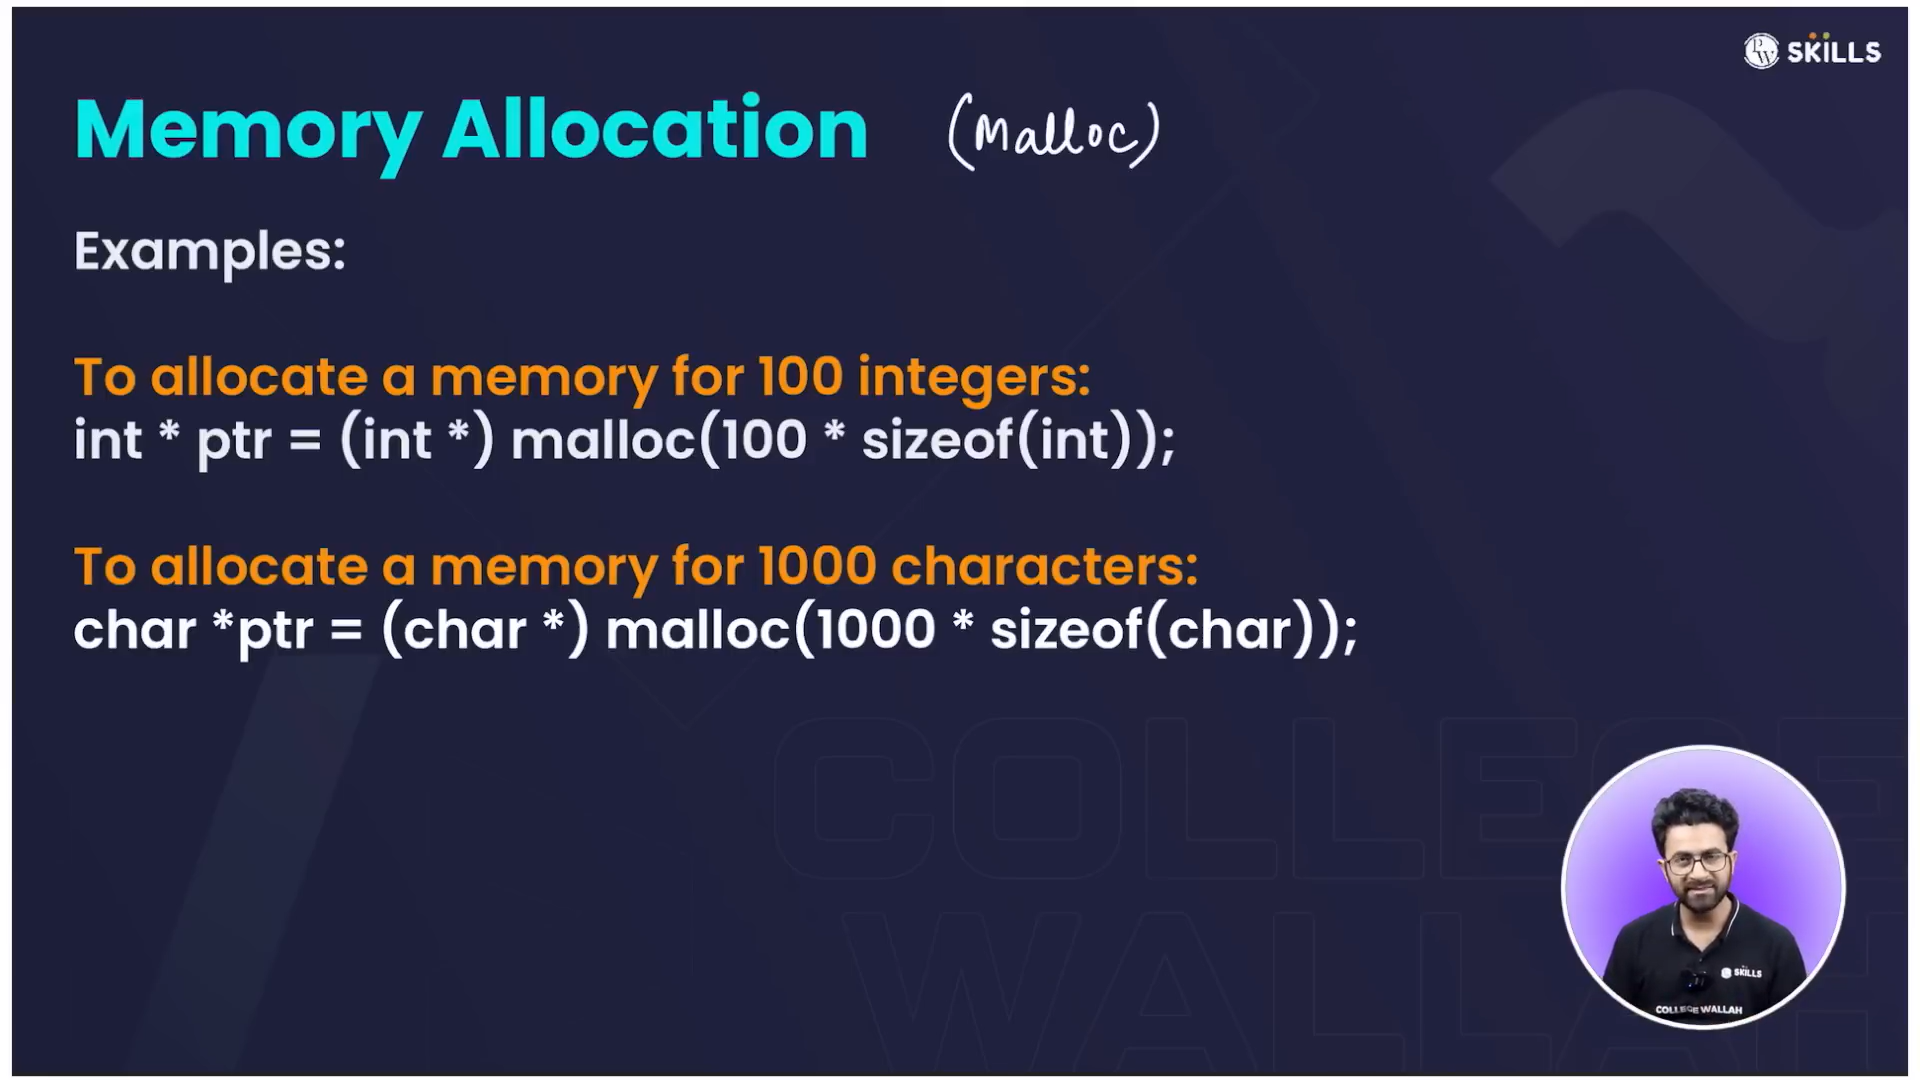 PW SKILLS
Memory Allocation (Malloc)
Examples:
To allocate a memory for 100 integers:
int * ptr = (int *) malloc(100 * sizeof(int));
To allocate a memory for 1000 characters:
char *ptr = (char *) malloc(1000 * sizeof(char));
COLLEGE
WALLAH
SKILLS
COLLEGE WALLAH